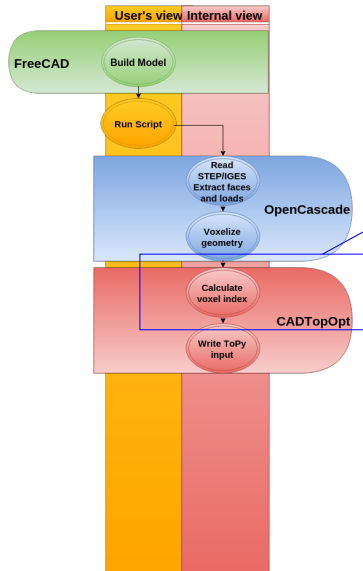 User's view Internal view
FreeCAD
Build Model
Run Script
Read
STEP/IGES
Extract faces
and loads
OpenCascade
Voxelize
geometry
Calculate
voxel index
CADTopOpt
Write ToPy
input